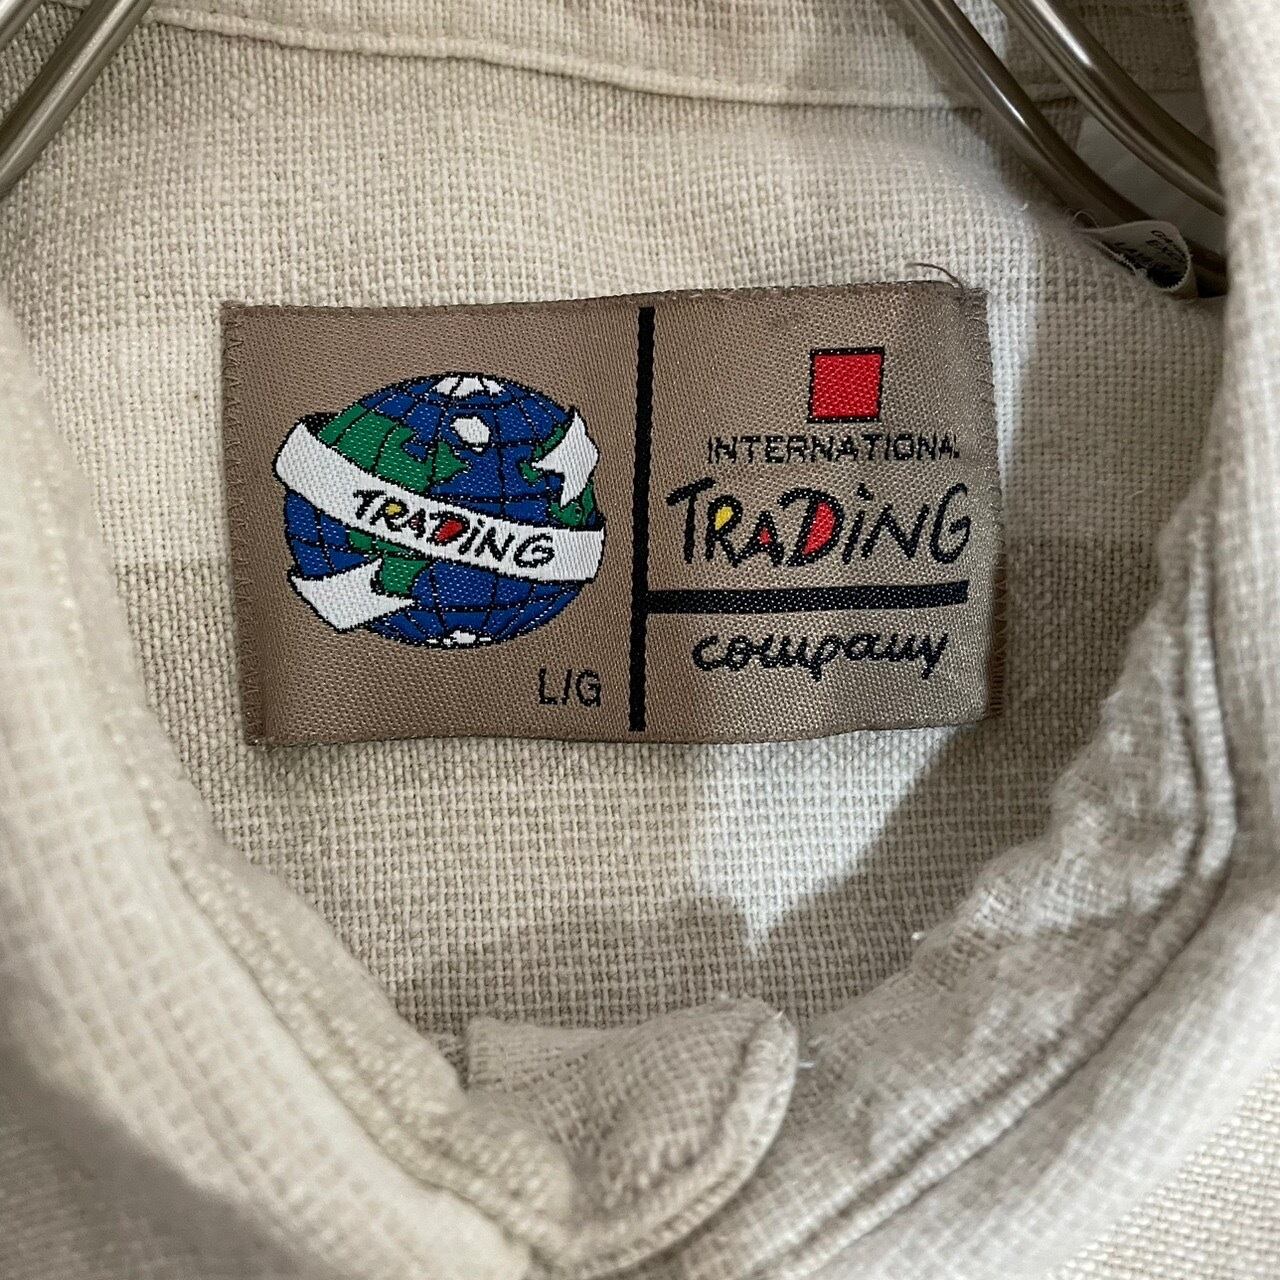 TRADiNG
L/G
INTERNATIONAL
TRADiNG
company